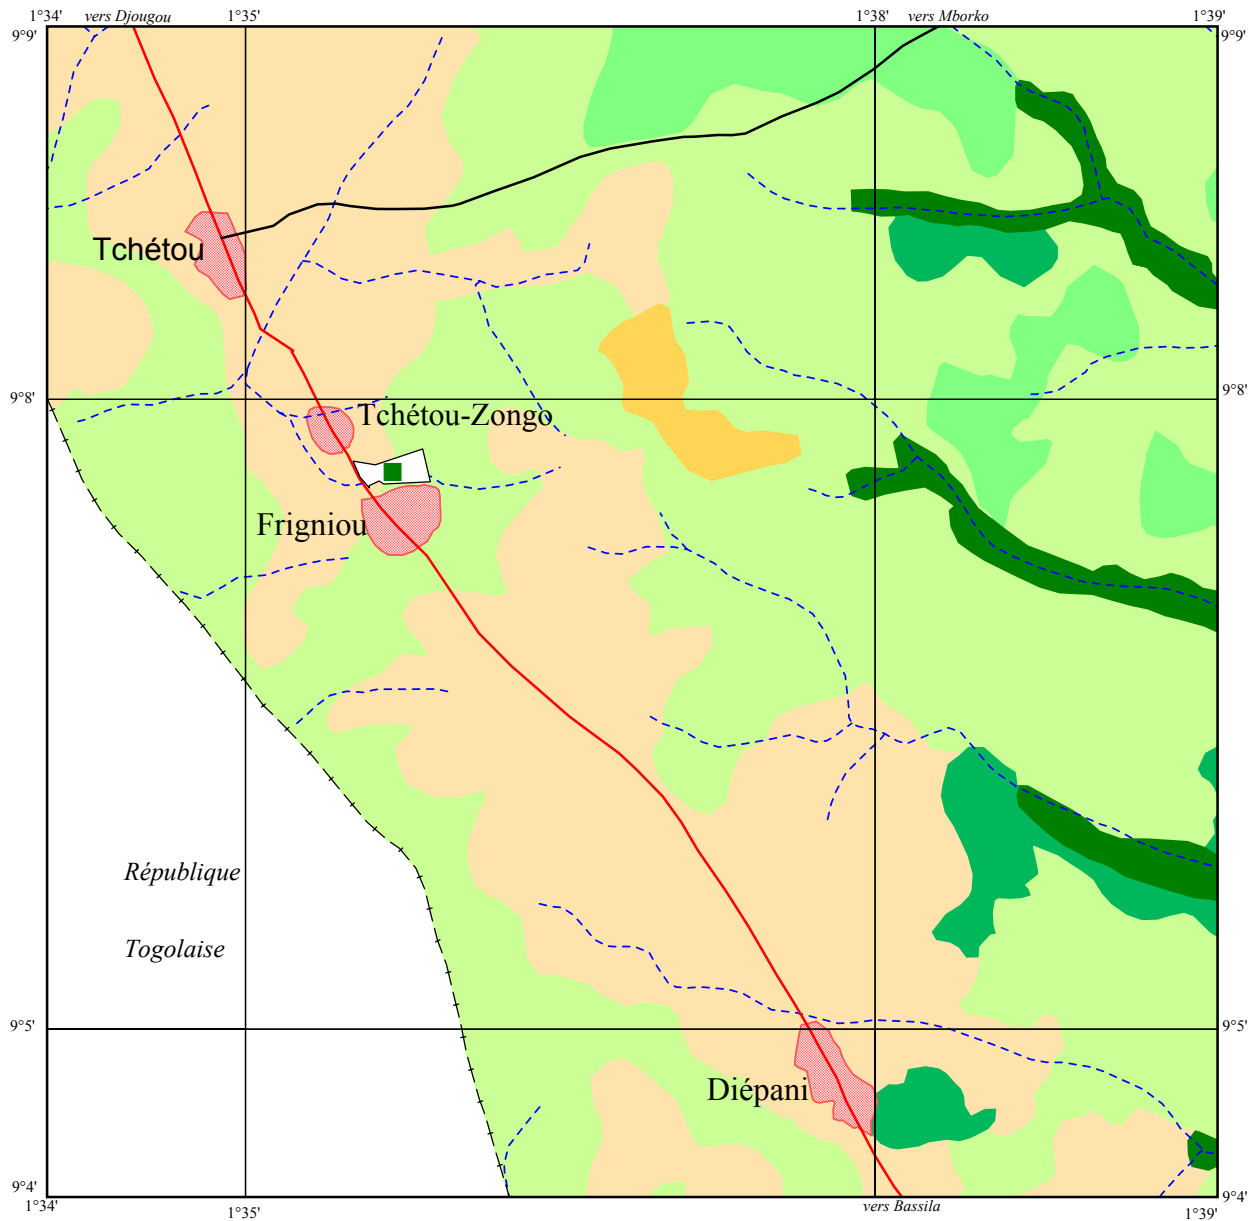 1°34'
vers Djougou
1°35'
1°38'
vers Mborko
1°39'
9°9'
9°9'
Tchétou
9°8'
9°8'
Tchétou-Zongo
Frigniou
République
Togolaise
9°5'
9°5'
Diépani
9°4'
9°4'
1°34'
1°35'
vers Bassila
1°39'